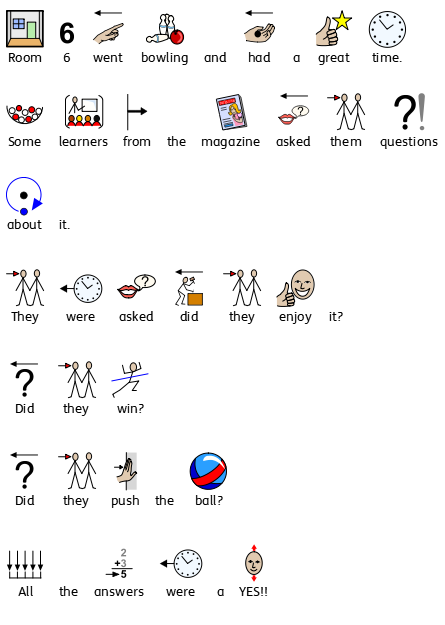 Room 6 went bowling and had a great time.
Some learners from the magazine asked them questions
about it.
They were asked did they enjoy it?
Did they win?
Did they push the ball?
All the answers were a YES!!